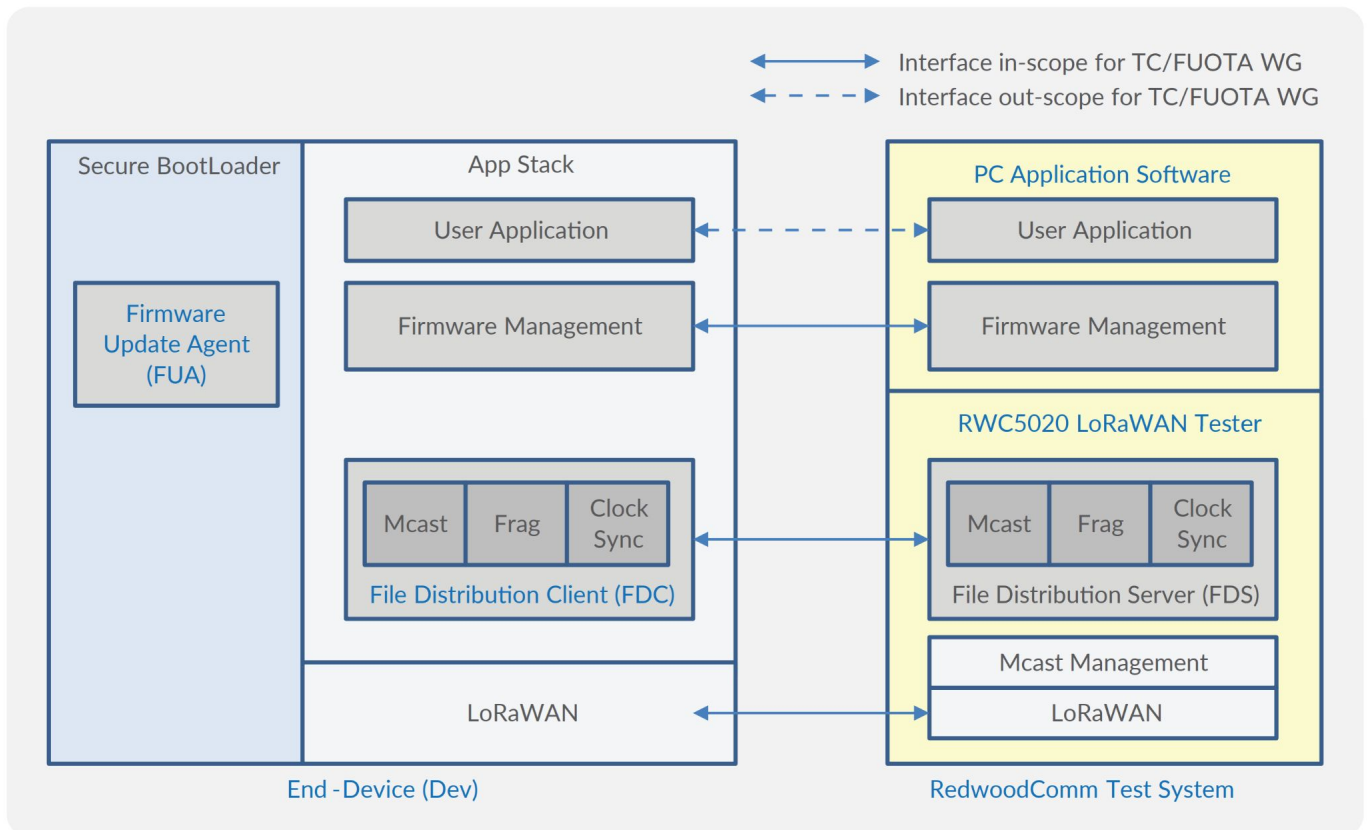 Interface in-scope for TC/FUOTA WG
Interface out-scope for TC/FUOTA WG
Secure BootLoader
Firmware
Update Agent
(FUA)
App Stack
User Application
Firmware Management
Mcast
Frag
Clock
Sync
File Distribution Client (FDC)
LoRaWAN
End -Device (Dev)
PC Application Software
User Application
Firmware Management
RWC5020 LoRaWAN Tester
Mcast
Frag
Clock
Sync
File Distribution Server (FDS)
Mcast Management
LoRaWAN
RedwoodComm Test System